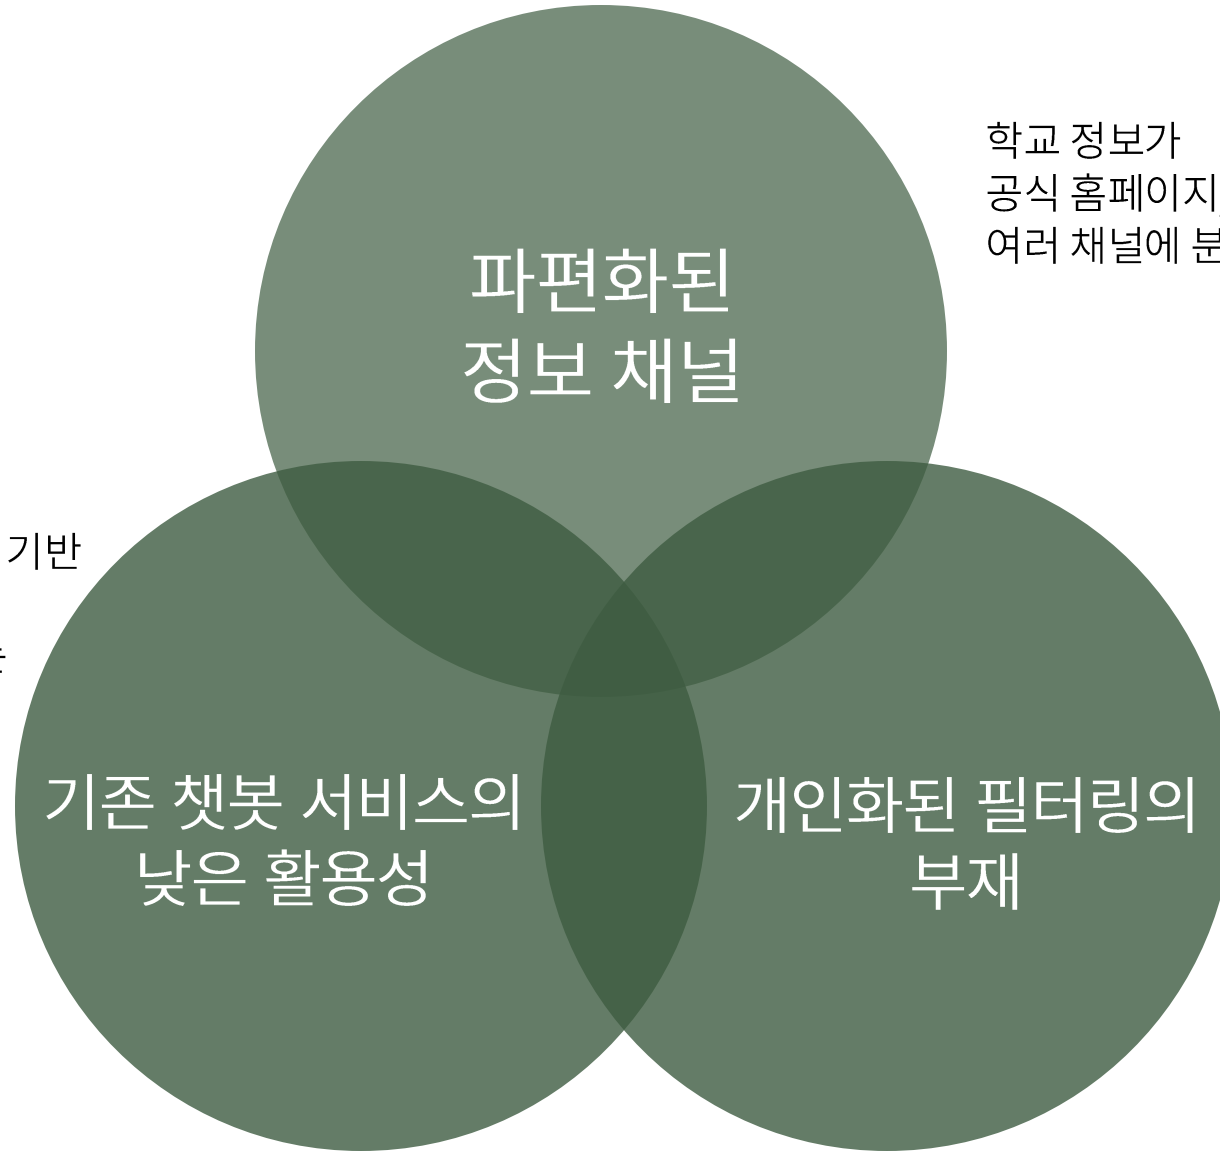 학교 정보가
공식 홈페이지,
여러 채널에
파편화된
정보 채널
기반
기존 챗봇 서비스의
낮은 활용성
개인화된 필터링의
부재